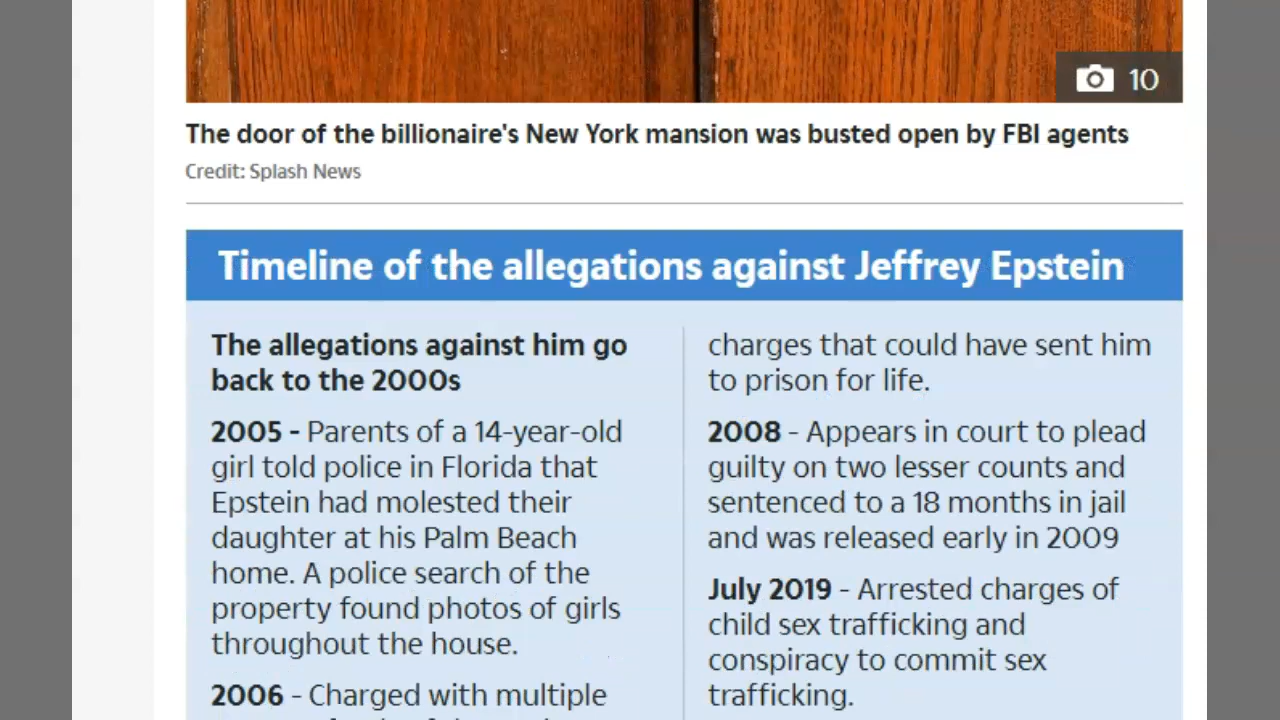 10
The door of the billionaire's New York mansion was busted open by FBI agents
Credit: Splash News
Timeline of the allegations against Jeffrey Epstein
The allegations against him go
back to the 2000s
2005 - Parents of a 14-year-old
girl told police in Florida that
Epstein had molested their
daughter at his Palm Beach
home. A police search of the
property found photos of girls
throughout the house.
2006 - Charged with multiple
charges that could have sent him
to prison for life.
2008 - Appears in court to plead
guilty on two lesser counts and
sentenced to a 18 months in jail
and was released early in 2009
July 2019 - Arrested charges of
child sex trafficking and
conspiracy to commit sex
trafficking.